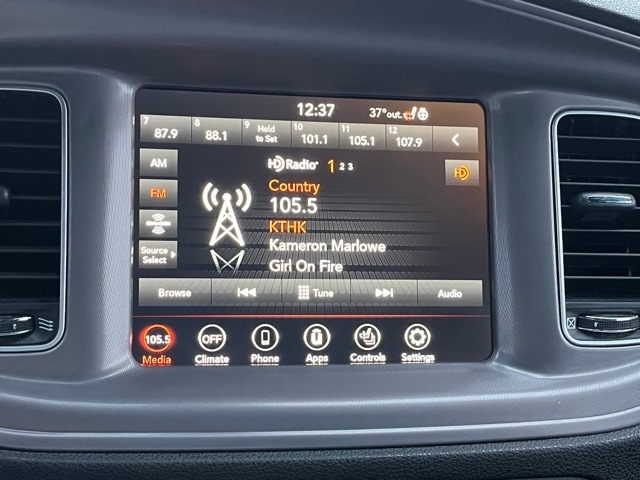 12:37 37°out.
7 87.9 8 88.1 9 Hold to Set 10 101.1 11 105.1 12 107.9
AM HD Radio 1 2 3 HD
Country
FM 105.5
KTHK
Kameron Marlowe
Source Select Girl On Fire
Browse Tune Audio
105.5 OFF
Media Climate Phone Apps Controls Settings